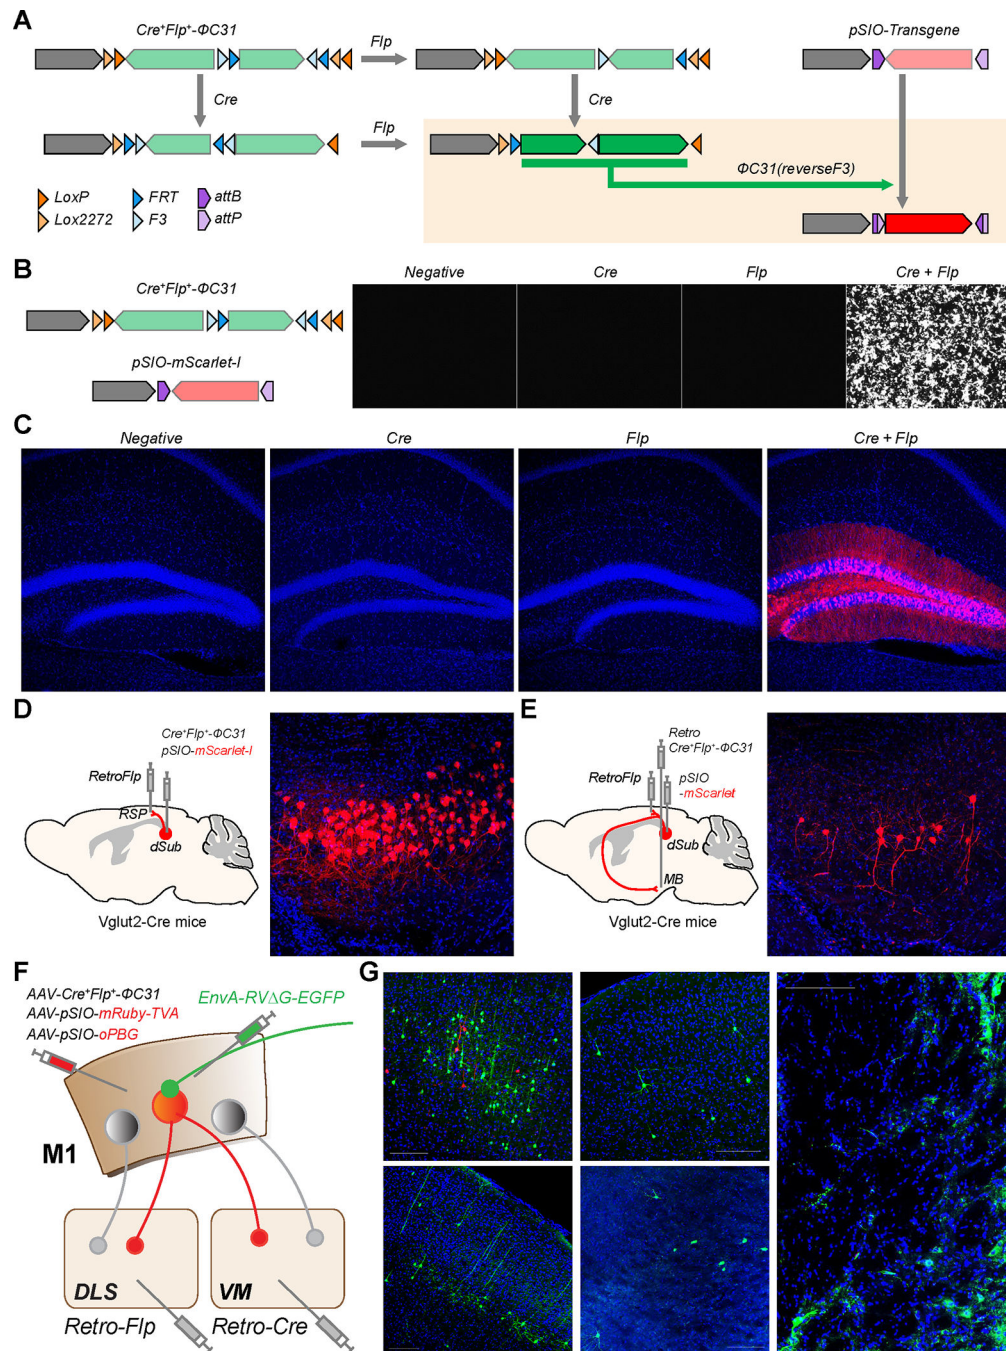 A
Cre⁺Flp⁺-ΦC31
Flp
pSIO-Transgene
Cre
Cre
Flp
ΦC31(reverseF3)
LoxP
FRT
attB
Lox2272
F3
attP
B
Cre⁺Flp⁺-ΦC31
Negative
Cre
Flp
Cre + Flp
pSIO-mScarlet-I
C
Negative
Cre
Flp
Cre + Flp
D
Cre⁺Flp⁺-ΦC31
pSIO-mScarlet-I
RetroFlp
RSP
dSub
Vglut2-Cre mice
E
Retro
Cre⁺Flp⁺-ΦC31
RetroFlp
pSIO
-mScarlet
dSub
MB
Vglut2-Cre mice
F
AAV-Cre⁺Flp⁺-ΦC31
AAV-pSIO-mRuby-TVA
AAV-pSIO-oPBG
EnvA-RVΔG-EGFP
M1
DLS
VM
Retro-Flp
Retro-Cre
G